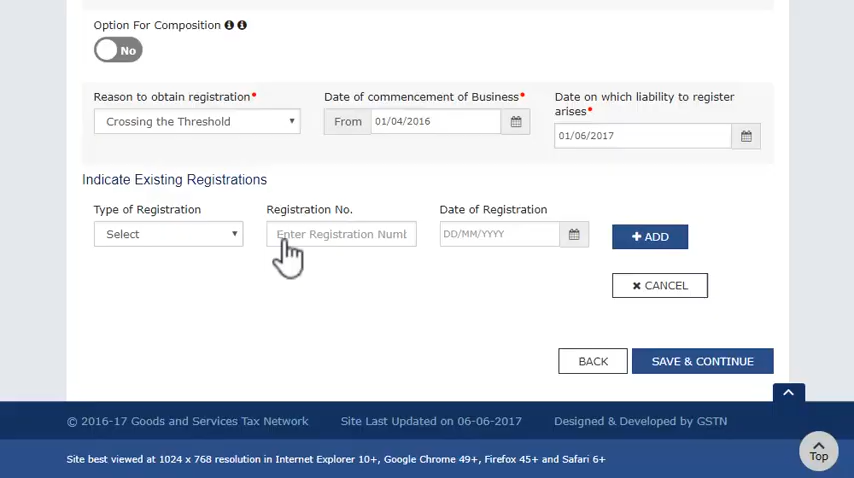 Option For Composition
No
Reason to obtain registration* Date of commencement of Business* Date on which liability to register arises*
Crossing the Threshold From 01/04/2016 01/06/2017
Indicate Existing Registrations
Type of Registration Registration No. Date of Registration
Select Enter Registration Numb DD/MM/YYYY + ADD
× CANCEL
BACK SAVE & CONTINUE
© 2016-17 Goods and Services Tax Network Site Last Updated on 06-06-2017 Designed & Developed by GSTN
Top
Site best viewed at 1024 x 768 resolution in Internet Explorer 10+, Google Chrome 49+, Firefox 45+ and Safari 6+